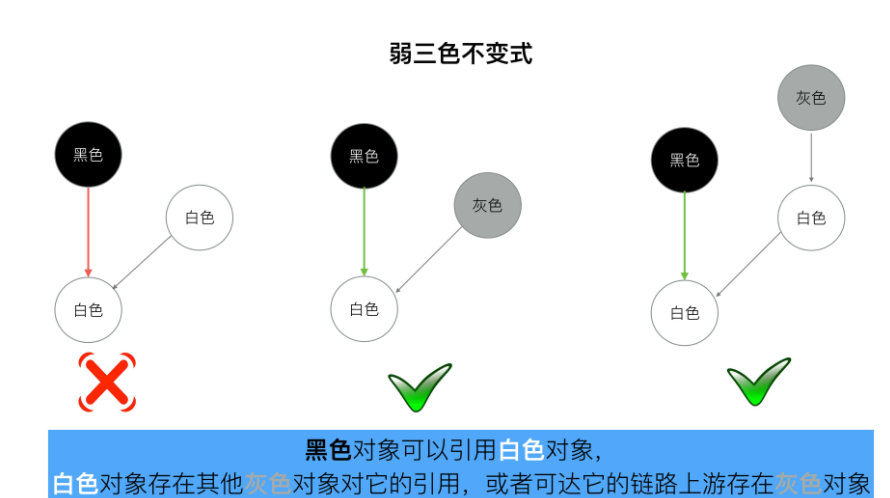 弱三色不变式
灰色
黑色
黑色
黑色
白色
灰色
白色
白色
白色
白色
黑色对象可以引用白色对象，
白色对象存在其他灰色对象对它的引用，或者可达它的链路上游存在灰色对象